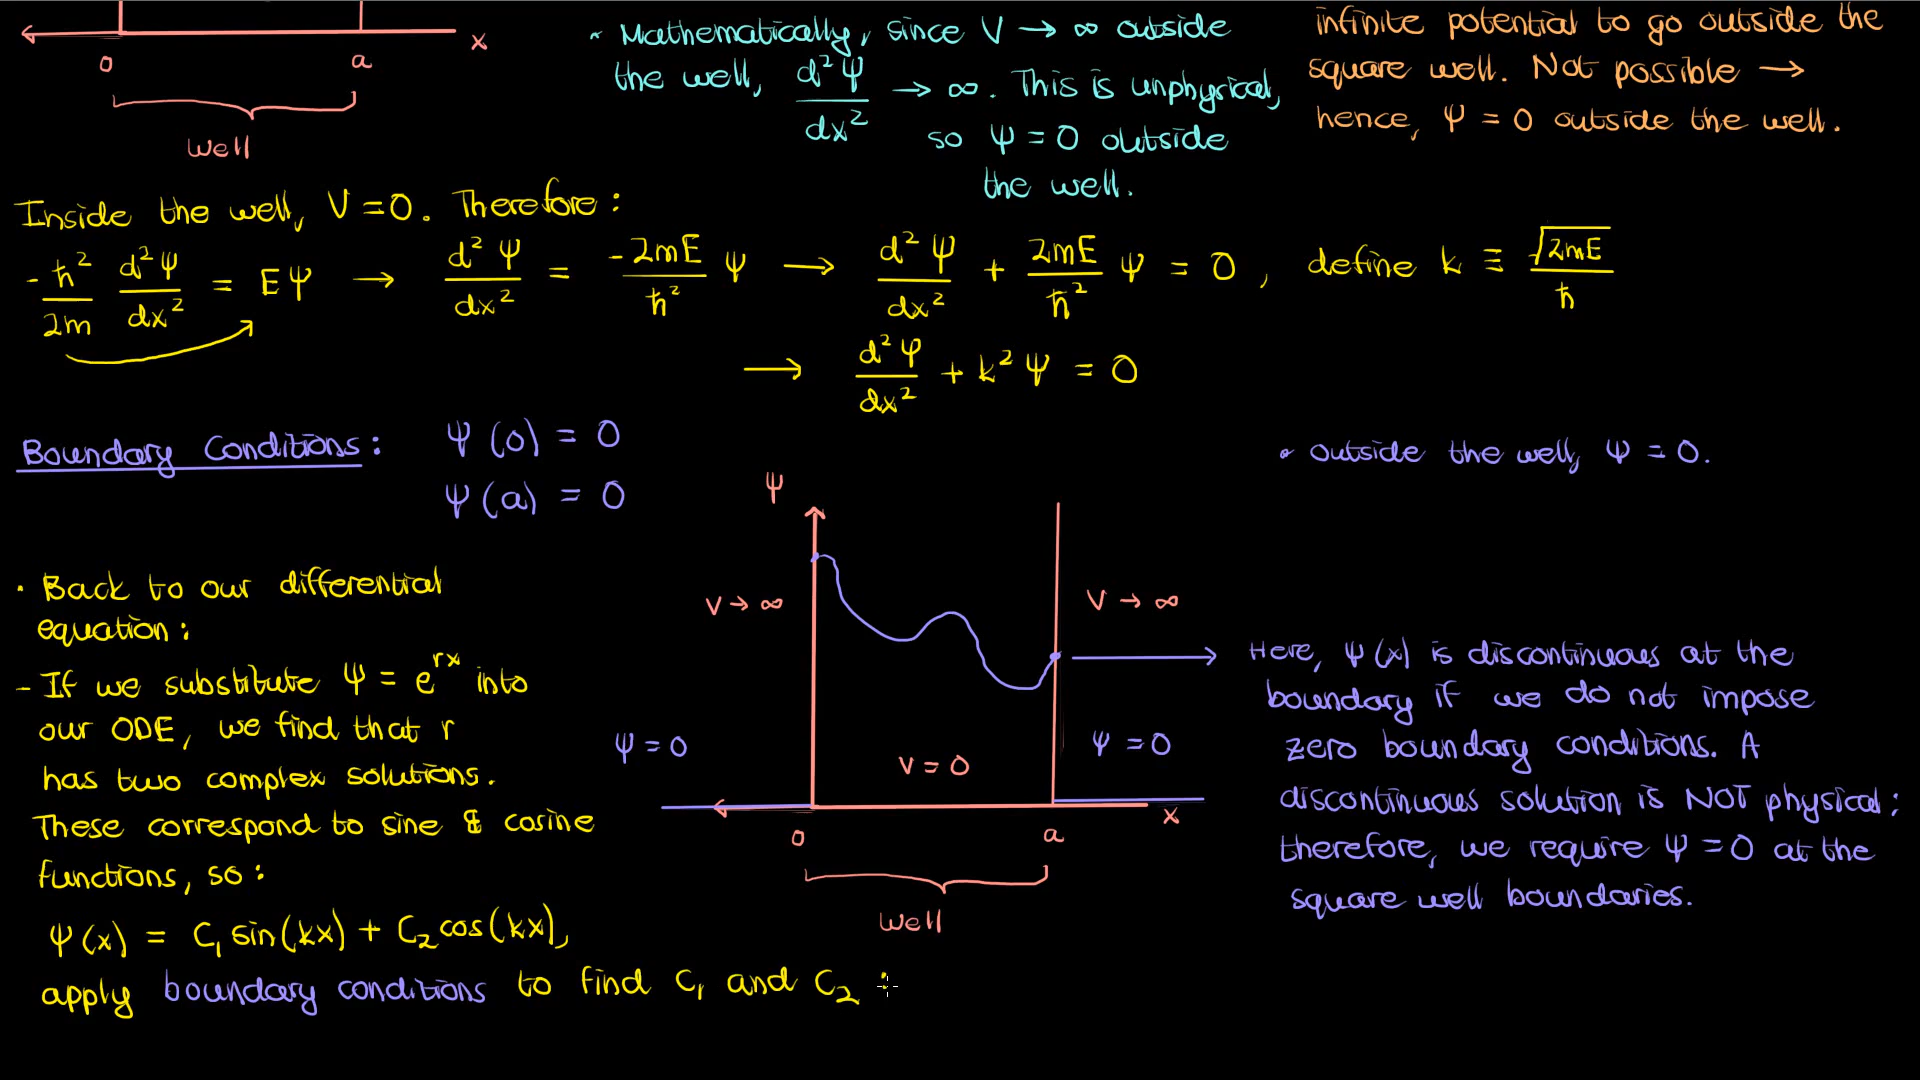 0 a x
Well
Mathematically, since V → ∞ outside
the well, d²Ψ/dx² → ∞. This is unphysical,
so Ψ = 0 outside
the well.
infinite potential to go outside the
square well. Not possible →
hence, Ψ = 0 outside the well.
Inside the well, V = 0. Therefore:
-ħ²/2m d²Ψ/dx² = EΨ → d²Ψ/dx² = -2mE/ħ² Ψ → d²Ψ/dx² + 2mE/ħ² Ψ = 0, define k ≡ √2mE/ħ
→ d²Ψ/dx² + k²Ψ = 0
Boundary Conditions: Ψ(0) = 0
Ψ(a) = 0
• outside the well, Ψ = 0.
• Back to our differential
equation:
- If we substitute Ψ = e^rx into
our ODE, we find that r
has two complex solutions.
These correspond to sine & cosine
functions, so:
Ψ(x) = C₁ sin(kx) + C₂ cos(kx),
apply boundary conditions to find C₁ and C₂ :
Ψ
V → ∞ V → ∞
Ψ = 0 V = 0 Ψ = 0
0 a x
Well
Here, Ψ(x) is discontinuous at the
boundary if we do not impose
zero boundary conditions. A
discontinuous solution is NOT physical;
therefore, we require Ψ = 0 at the
square well boundaries.